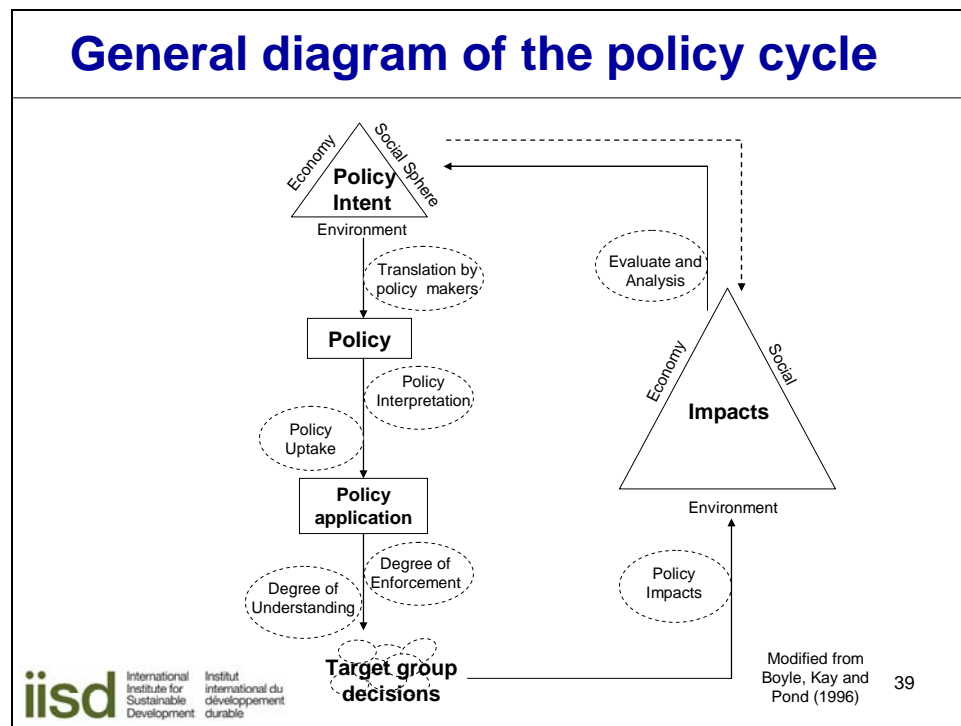 General diagram of the policy cycle
Economy
Social Sphere
Policy
Intent
Environment
Translation by
policy makers
Policy
Policy
Interpretation
Policy
Uptake
Policy
application
Degree of
Enforcement
Degree of
Understanding
Target group
decisions
Evaluate and
Analysis
Economy
Social
Impacts
Environment
Policy
Impacts
iisd
International
Institute for
Sustainable
Development
Institut
international du
développement
durable
Modified from
Boyle, Kay and
Pond (1996)
39